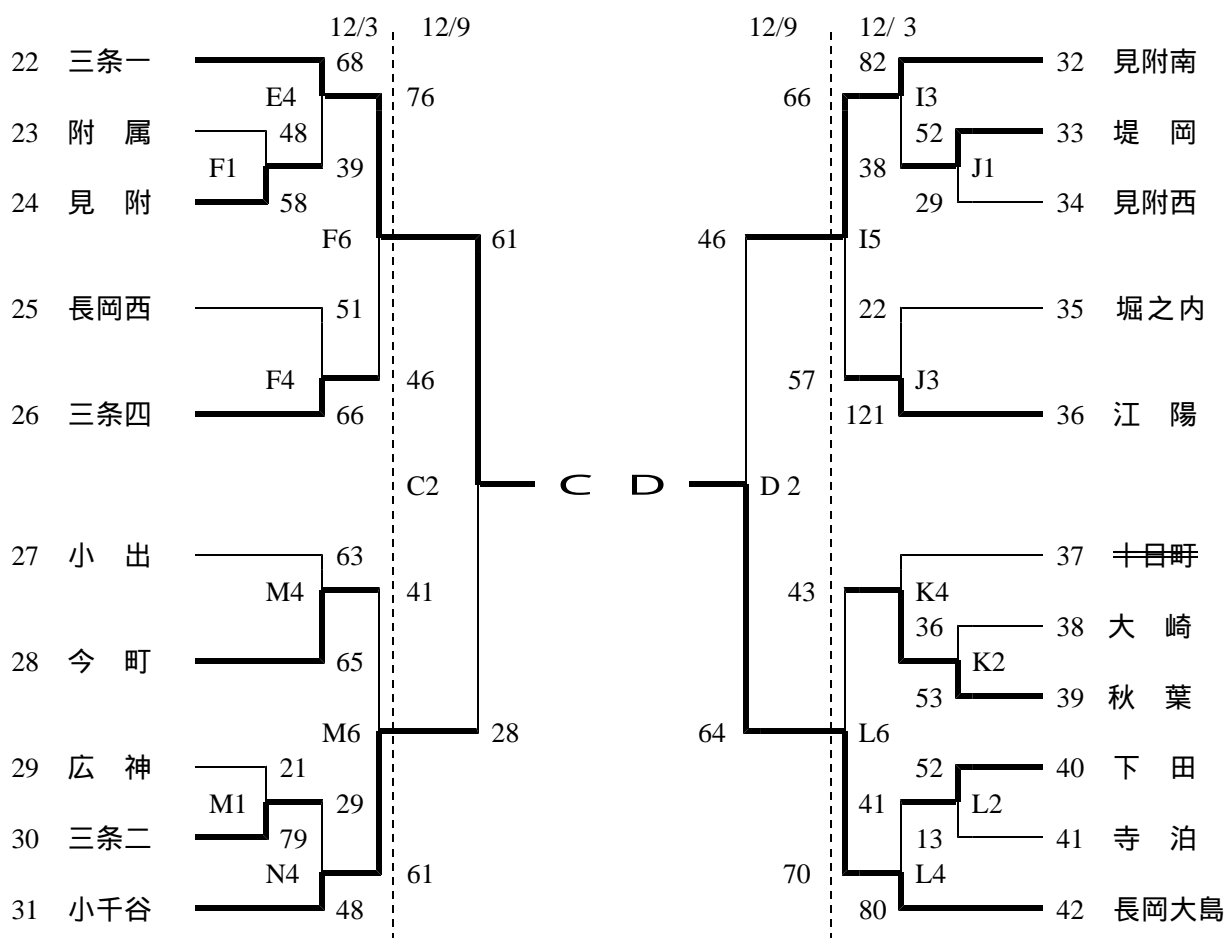 12/3 12/9 12/9 12/ 3
22 三条一 68 82 32 見附南
E4 76 66 I3
23 附 属 48 52 33 堤 岡
F1 39 38 J1
24 見 附 58 29 34 見附西
F6 61 46 I5
25 長岡西 51 22 35 堀之内
F4 46 57 J3
26 三条四 66 121 36 江 陽
C2 C D D 2
27 小 出 63 37 十日町
M4 41 43 K4
36 38 大 崎
28 今 町 65 K2
53 39 秋 葉
M6 28 64 L6
29 広 神 21 52 40 下 田
M1 29 41 L2
30 三条二 79 13 41 寺 泊
N4 61 70 L4
31 小千谷 48 80 42 長岡大島